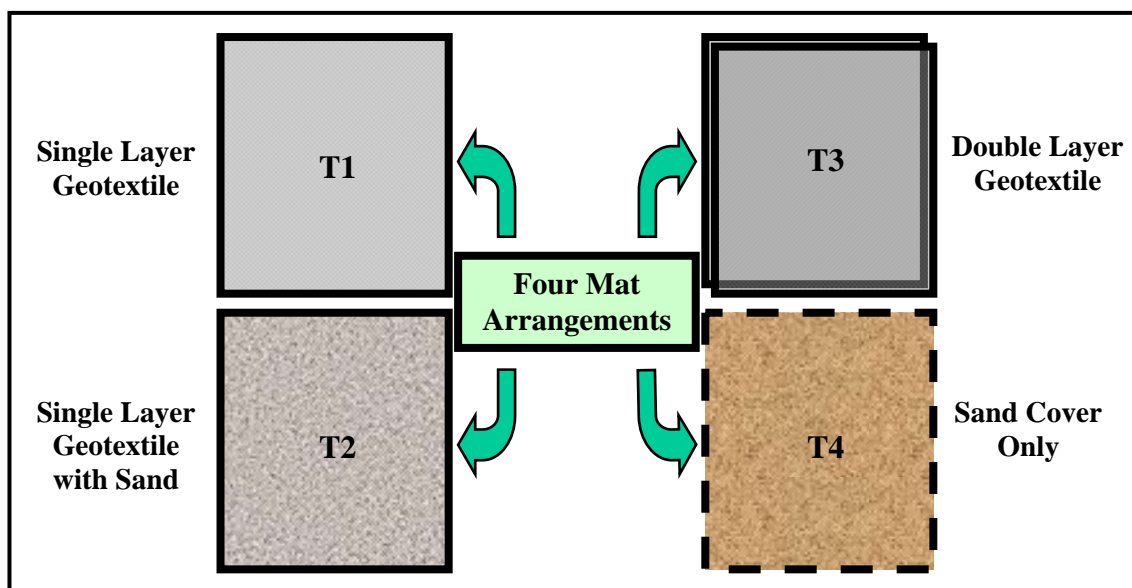 Single Layer
Geotextile
T1
T3
Double Layer
Geotextile
Four Mat
Arrangements
Single Layer
Geotextile
with Sand
T2
T4
Sand Cover
Only